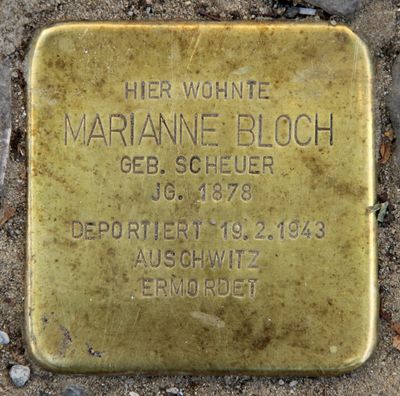 HIER WOHNTE
MARIANNE BLOCH
GEB. SCHEUER
JG. 1878
DEPORTIERT 19.2.1943
AUSCHWITZ
ERMORDET